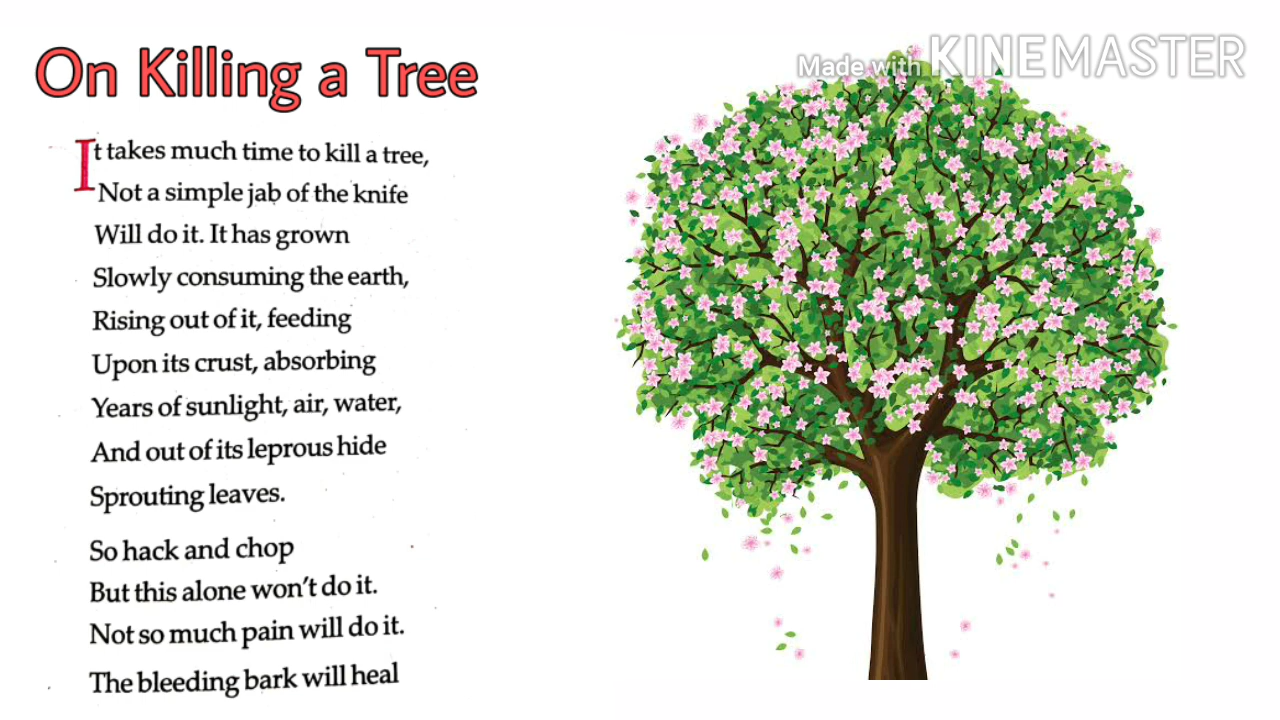 On Killing a Tree
Made with KINEMASTER
It takes much time to kill a tree,
Not a simple jab of the knife
Will do it. It has grown
Slowly consuming the earth,
Rising out of it, feeding
Upon its crust, absorbing
Years of sunlight, air, water,
And out of its leprous hide
Sprouting leaves.
So hack and chop
But this alone won't do it.
Not so much pain will do it.
The bleeding bark will heal